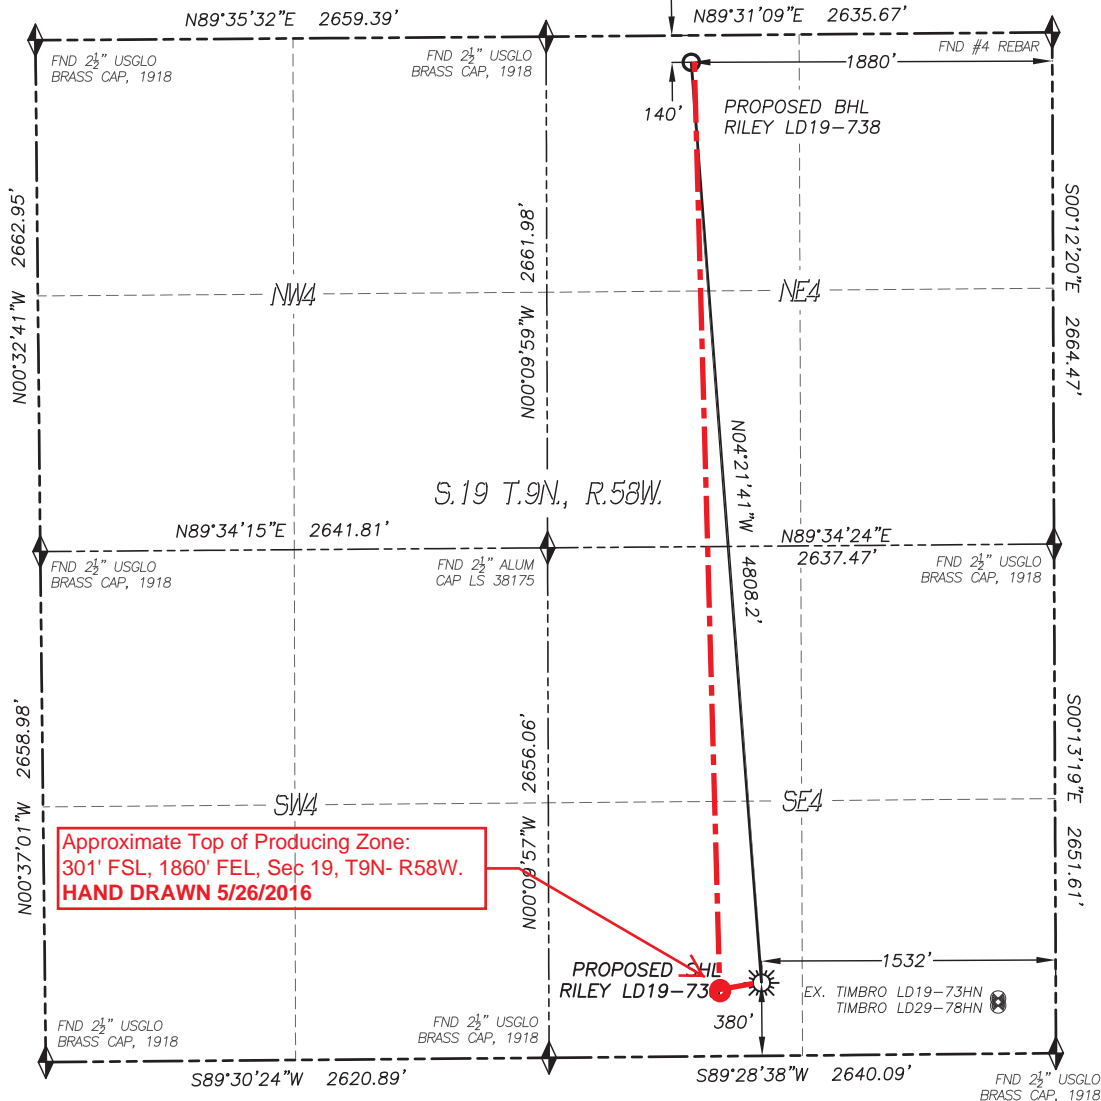 N89°35'32"E 2659.39'
N89°31'09"E 2635.67'
FND 2½" USGLO
BRASS CAP, 1918
FND 2½" USGLO
BRASS CAP, 1918
FND #4 REBAR
1880'
140'
PROPOSED BHL
RILEY LD19-738
N00°32'41"W 2662.95'
N00°09'59"W 2661.98'
S00°12'20"E 2664.47'
NW4
NE4
N04°21'41"W 4808.2'
S.19 T.9N., R.58W.
N89°34'15"E 2641.81'
N89°34'24"E
2637.47'
FND 2½" USGLO
BRASS CAP, 1918
FND 2½" ALUM
CAP LS 38175
FND 2½" USGLO
BRASS CAP, 1918
N00°37'01"W 2658.98'
N00°09'57"W 2656.06'
S00°13'19"E 2651.61'
SW4
SE4
Approximate Top of Producing Zone:
301' FSL, 1860' FEL, Sec 19, T9N- R58W.
HAND DRAWN 5/26/2016
PROPOSED SHL
RILEY LD19-73
1532'
EX. TIMBRO LD19-73HN
TIMBRO LD29-78HN
380'
FND 2½" USGLO
BRASS CAP, 1918
FND 2½" USGLO
BRASS CAP, 1918
S89°30'24"W 2620.89'
S89°28'38"W 2640.09'
FND 2½" USGLO
BRASS CAP, 1918